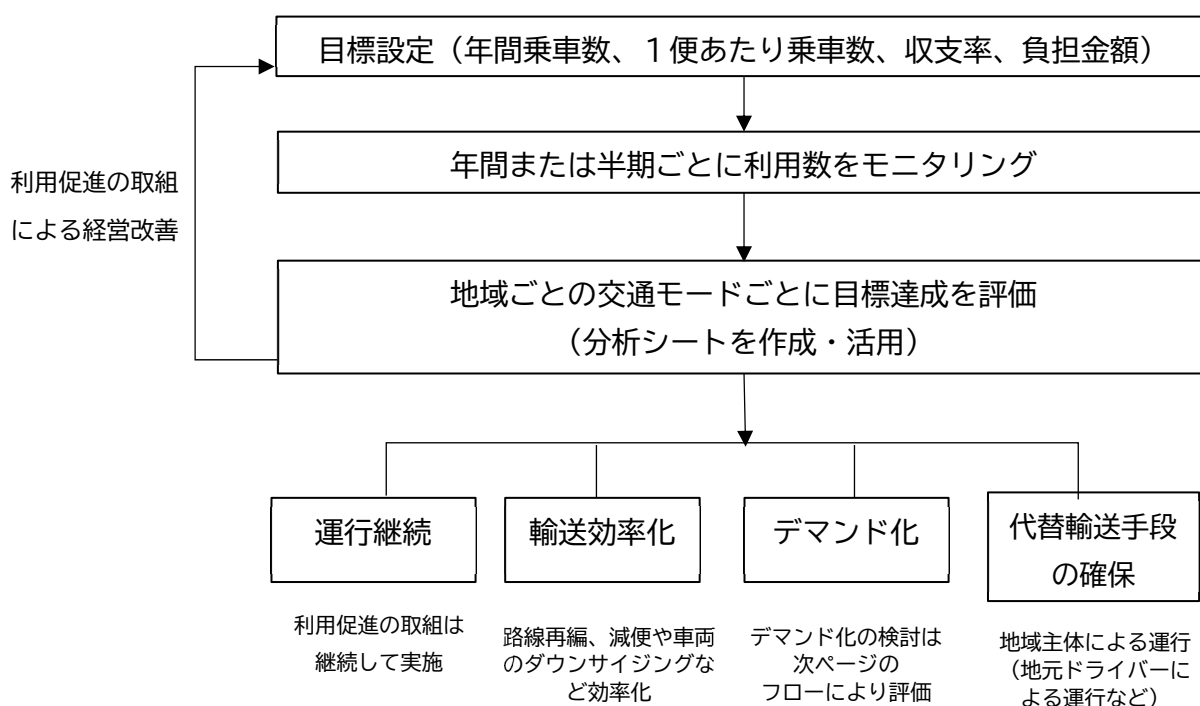 目標設定（年間乗車数、１便あたり乗車数、収支率、負担金額）
年間または半期ごとに利用数をモニタリング
利用促進の取組
による経営改善
地域ごとの交通モードごとに目標達成を評価
（分析シートを作成・活用）
運行継続
輸送効率化
デマンド化
代替輸送手段
の確保
利用促進の取組は
継続して実施
路線再編、減便や車両
のダウンサイジングな
ど効率化
デマンド化の検討は
次ページの
フローにより評価
地域主体による運行
（地元ドライバーに
よる運行など）